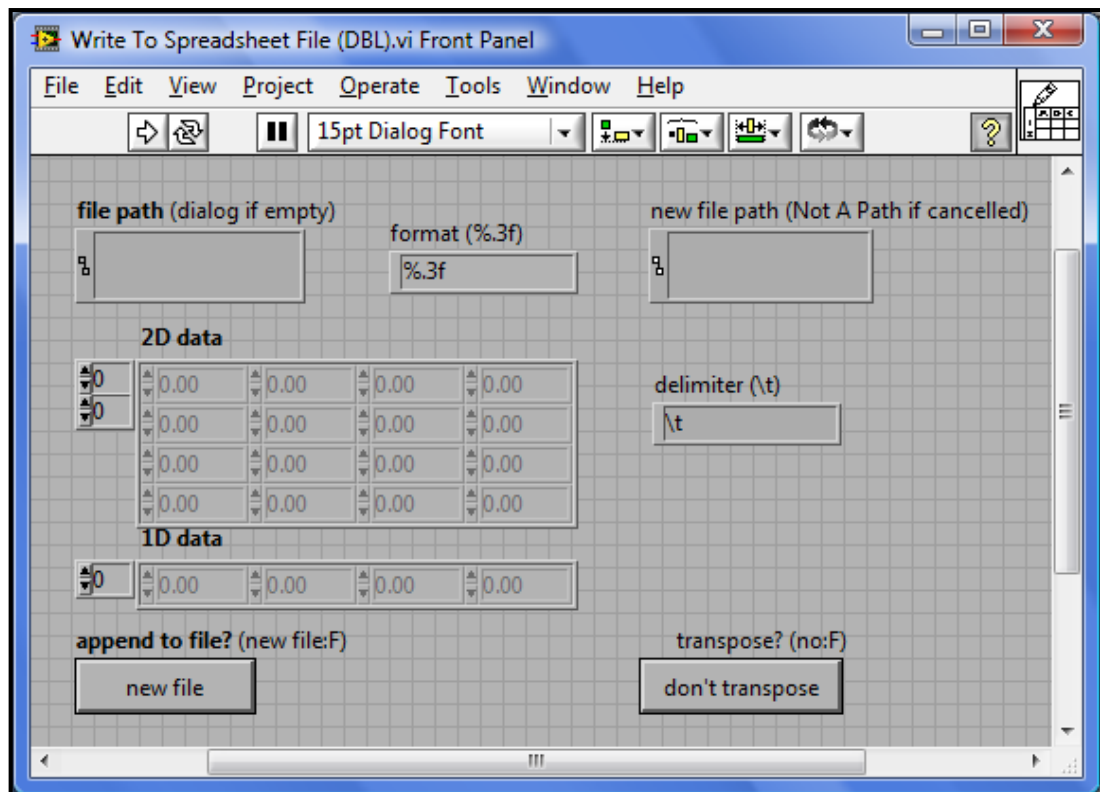 Write To Spreadsheet File (DBL).vi Front Panel
File Edit View Project Operate Tools Window Help
15pt Dialog Font
file path (dialog if empty)
format (%.3f)
%.3f
new file path (Not A Path if cancelled)
2D data
0 0.00 0.00 0.00 0.00
0 0.00 0.00 0.00 0.00
0.00 0.00 0.00 0.00
0.00 0.00 0.00 0.00
delimiter (\t)
\t
1D data
0 0.00 0.00 0.00 0.00
append to file? (new file:F)
new file
transpose? (no:F)
don't transpose